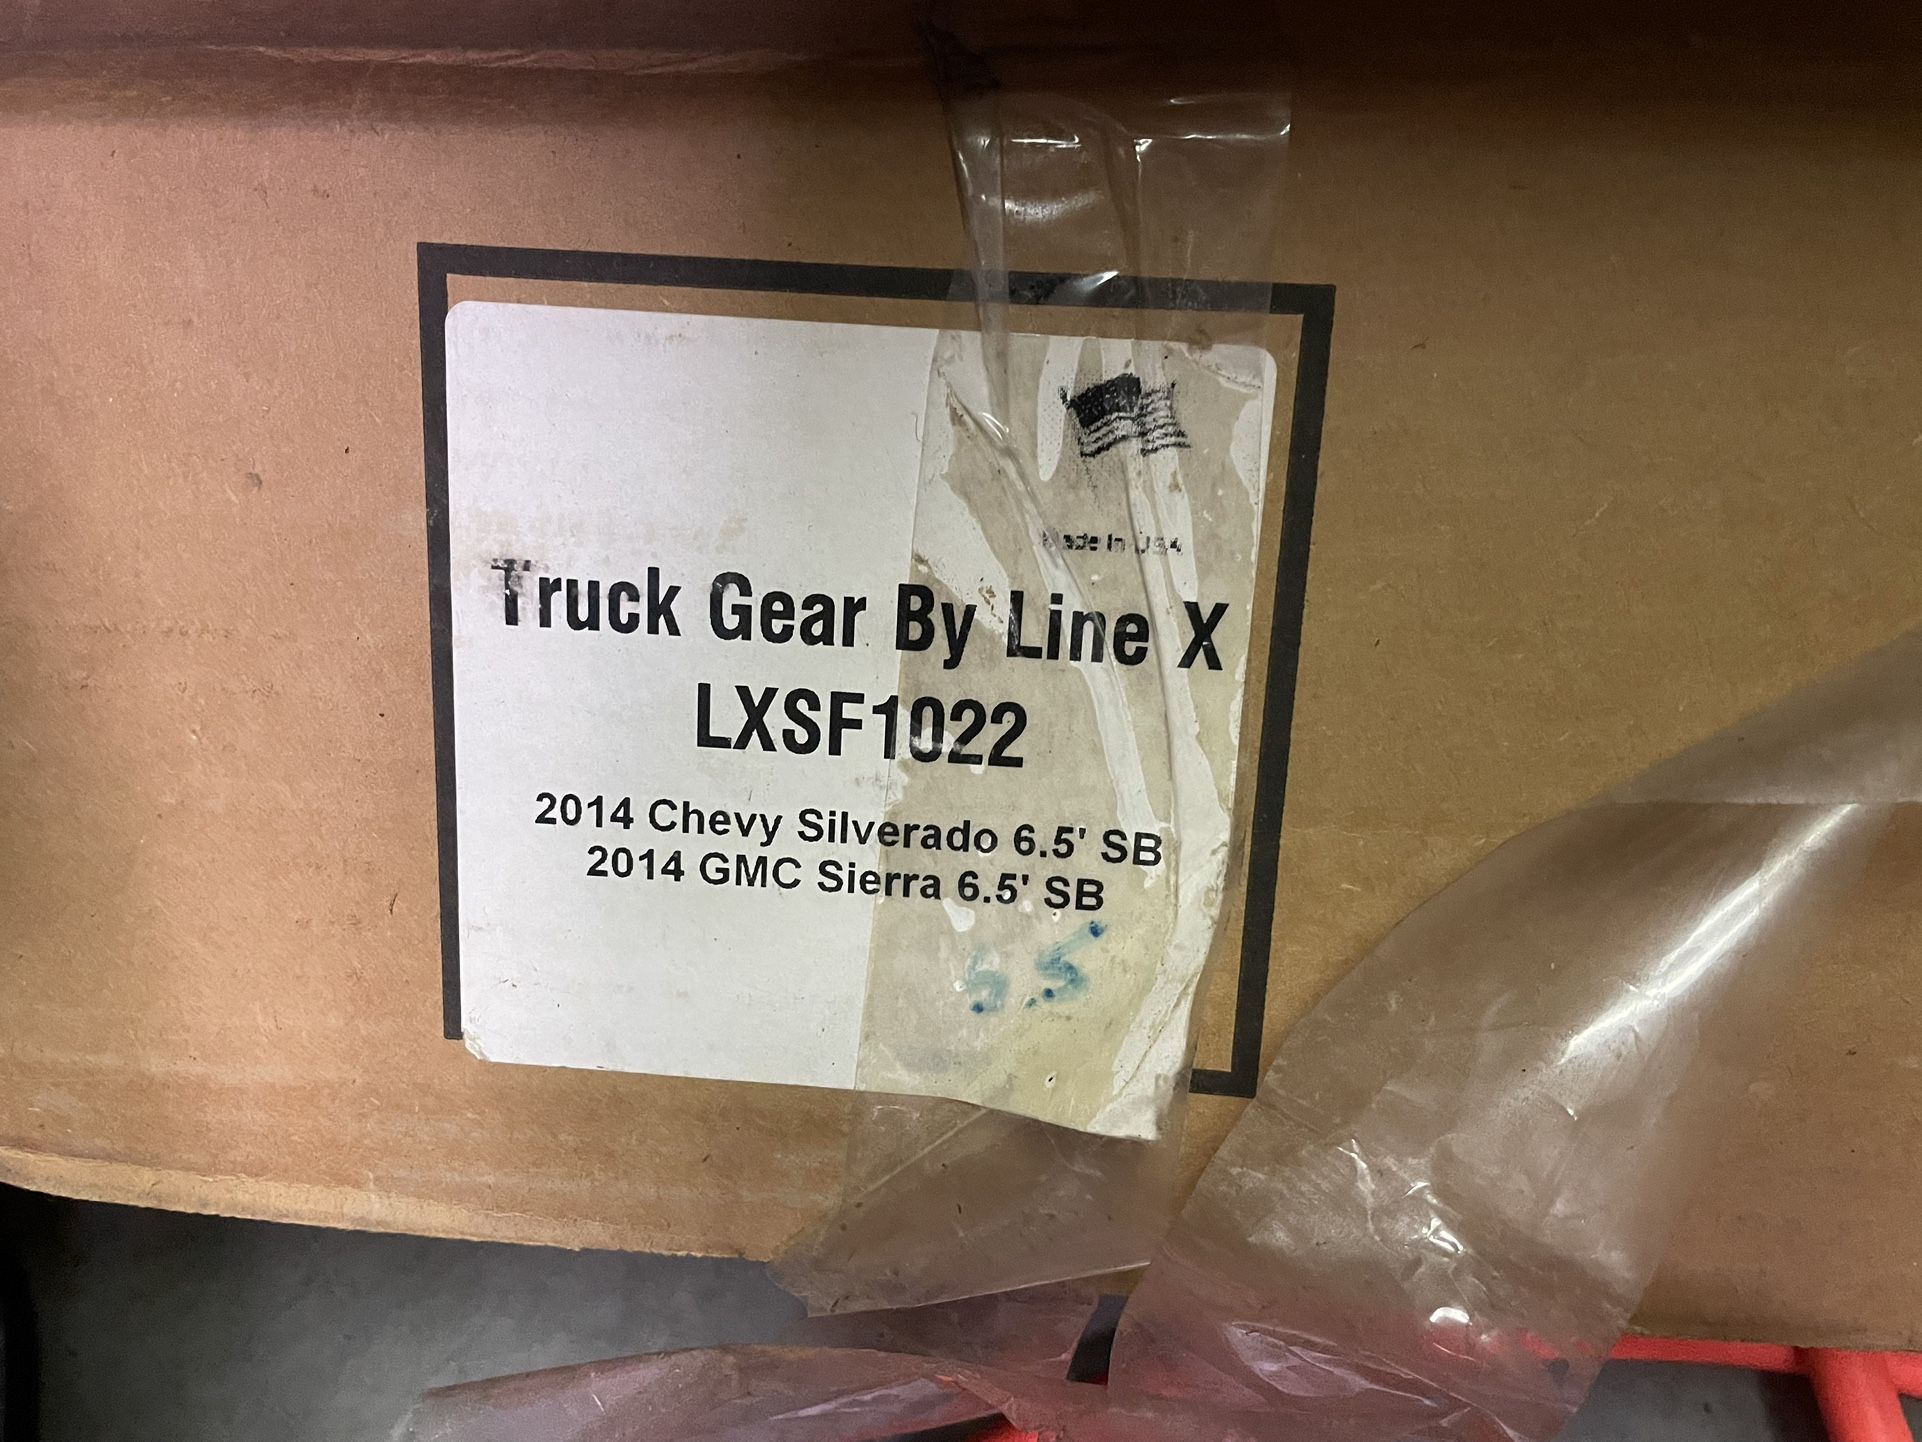 Made In USA
Truck Gear By Line X
LXSF1022
2014 Chevy Silverado 6.5' SB
2014 GMC Sierra 6.5' SB
6.5